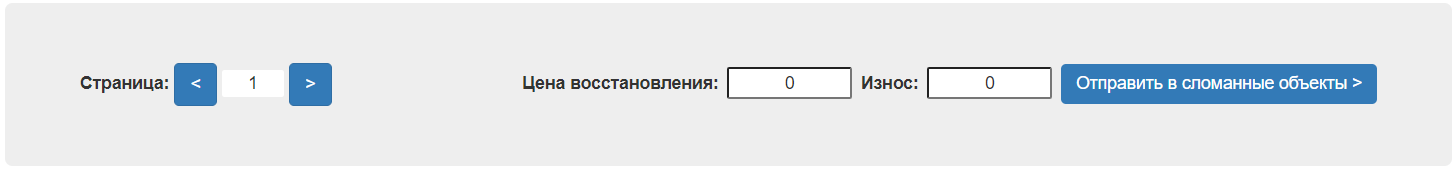 Страница: < 1 > Цена восстановления: 0 Износ: 0 Отправить в сломанные объекты >